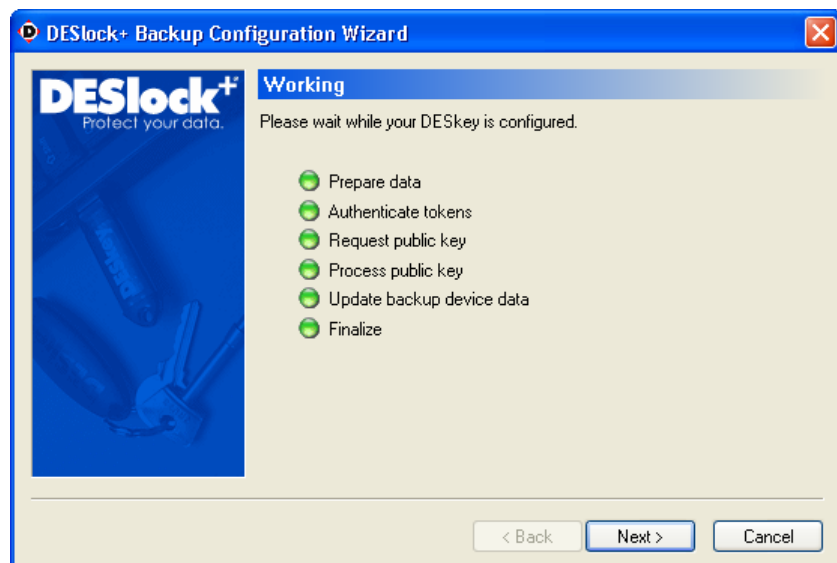 DESlock+ Backup Configuration Wizard
DESlock+
Protect your data.
Working
Please wait while your DESkey is configured.
Prepare data
Authenticate tokens
Request public key
Process public key
Update backup device data
Finalize
DESkey
< Back
Next >
Cancel